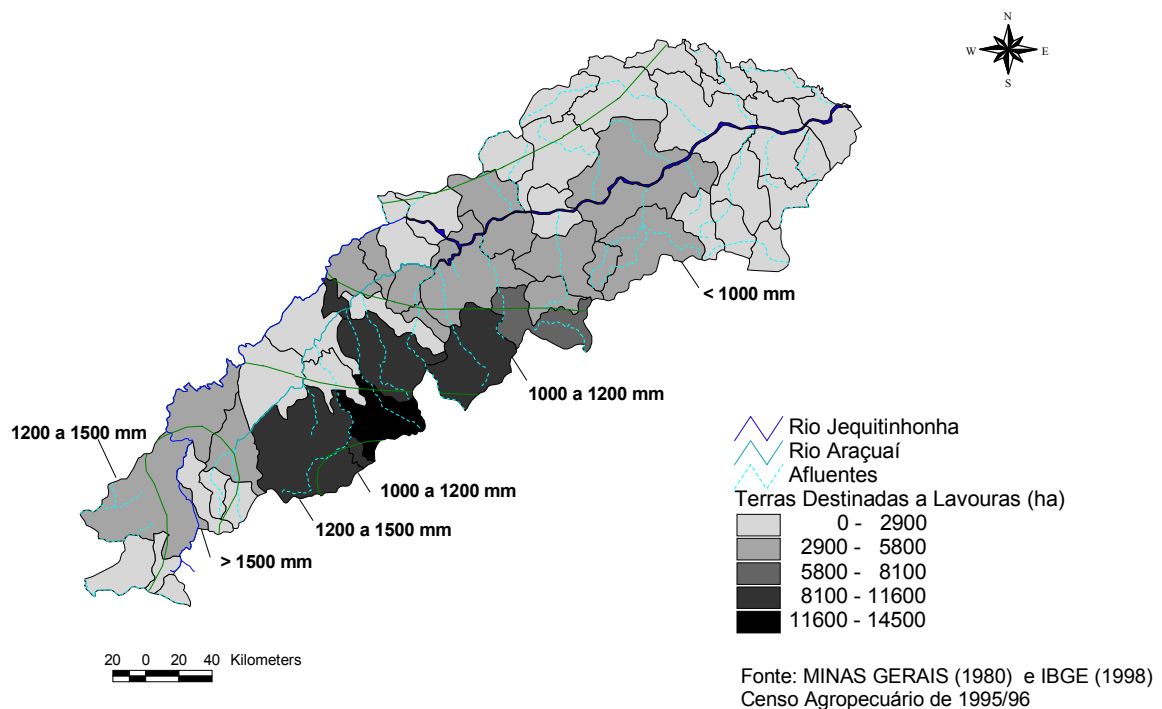 N
W E
S
< 1000 mm
1000 a 1200 mm
1200 a 1500 mm
1000 a 1200 mm
1200 a 1500 mm
> 1500 mm
Rio Jequitinhonha
Rio Araçuaí
Afluentes
Terras Destinadas a Lavouras (ha)
0 - 2900
2900 - 5800
5800 - 8100
8100 - 11600
11600 - 14500
20 0 20 40 Kilometers
Fonte: MINAS GERAIS (1980) e IBGE (1998)
Censo Agropecuário de 1995/96